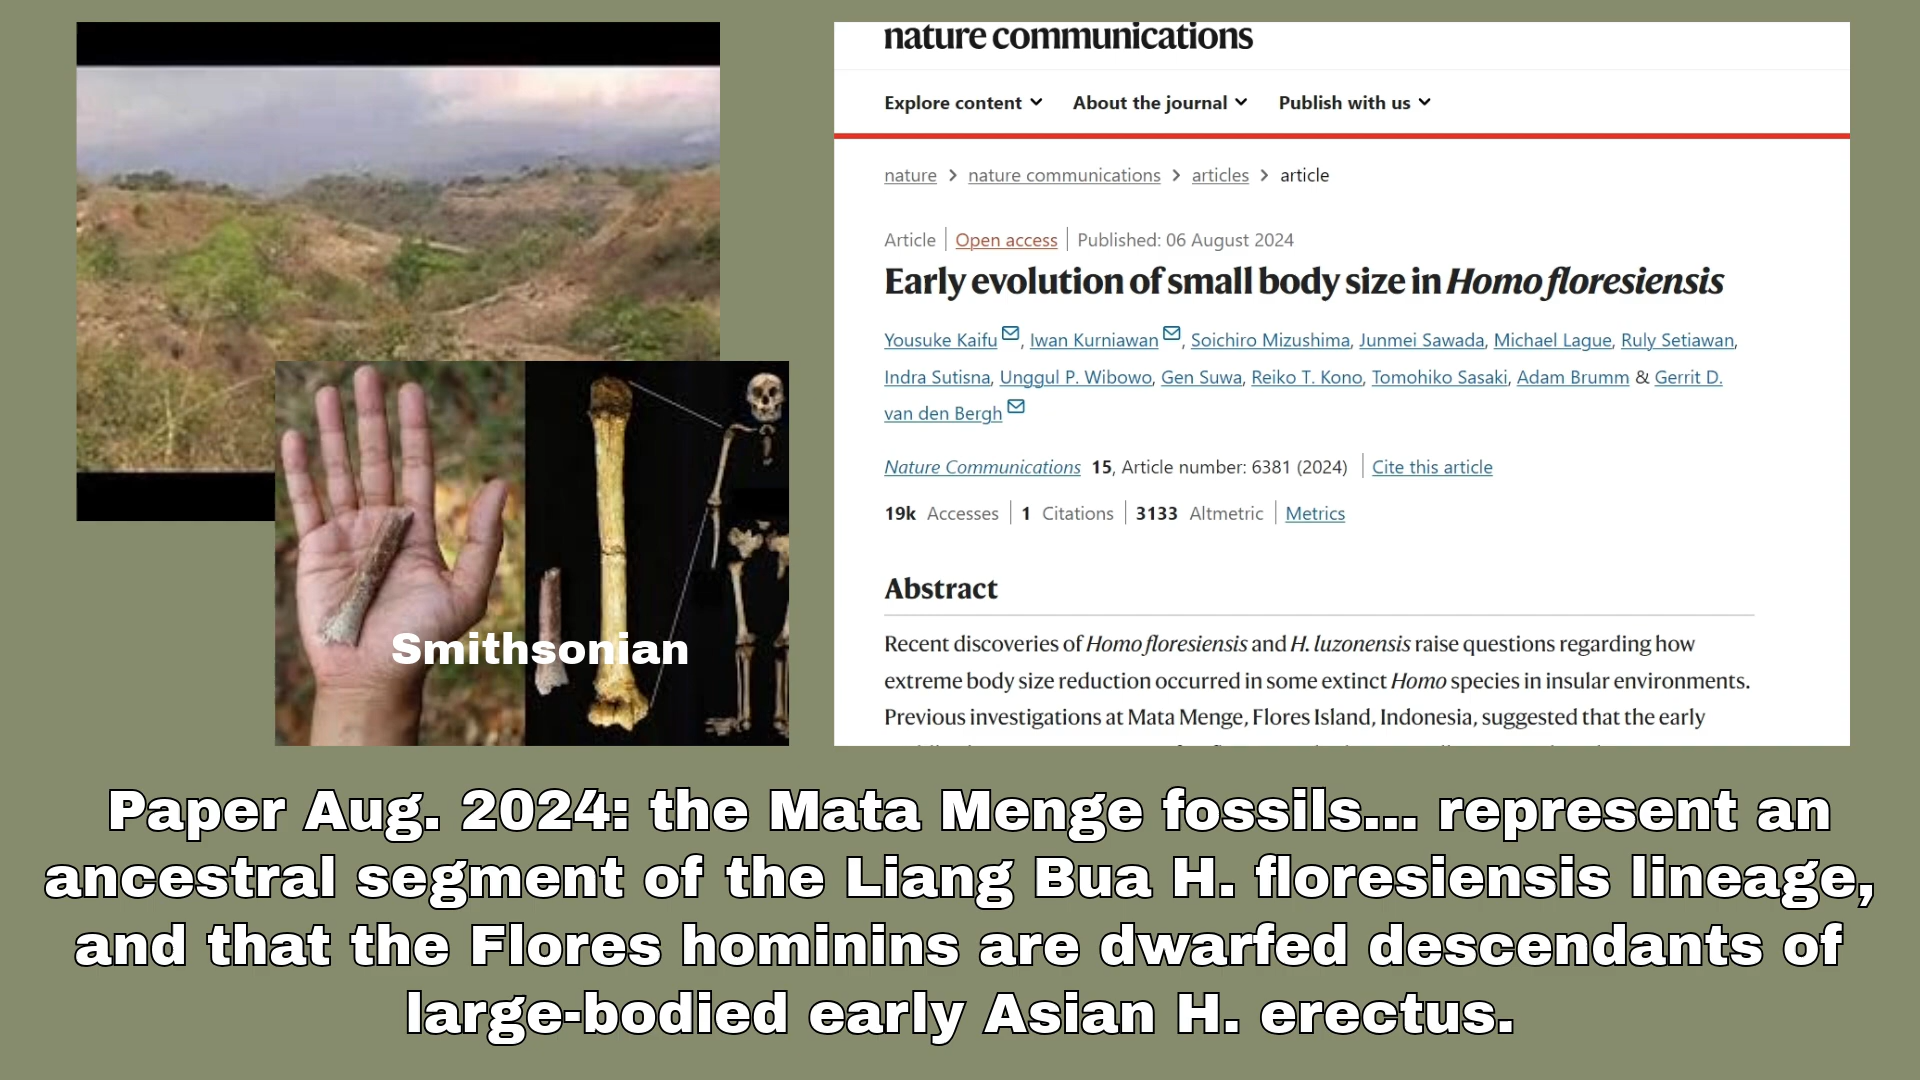 nature communications
Explore content About the journal Publish with us
nature > nature communications > articles > article
Article | Open access | Published: 06 August 2024
Early evolution of small body size in Homo floresiensis
Yousuke Kaifu, Iwan Kurniawan, Soichiro Mizushima, Junmei Sawada, Michael Lague, Ruly Setiawan,
Indra Sutisna, Unggul P. Wibowo, Gen Suwa, Reiko T. Kono, Tomohiko Sasaki, Adam Brumm & Gerrit D.
van den Bergh
Nature Communications 15, Article number: 6381 (2024) | Cite this article
19k Accesses | 1 Citations | 3133 Altmetric | Metrics
Abstract
Recent discoveries of Homo floresiensis and H. luzonensis raise questions regarding how
extreme body size reduction occurred in some extinct Homo species in insular environments.
Previous investigations at Mata Menge, Flores Island, Indonesia, suggested that the early
Smithsonian
Paper Aug. 2024: the Mata Menge fossils... represent an
ancestral segment of the Liang Bua H. floresiensis lineage,
and that the Flores hominins are dwarfed descendants of
large-bodied early Asian H. erectus.